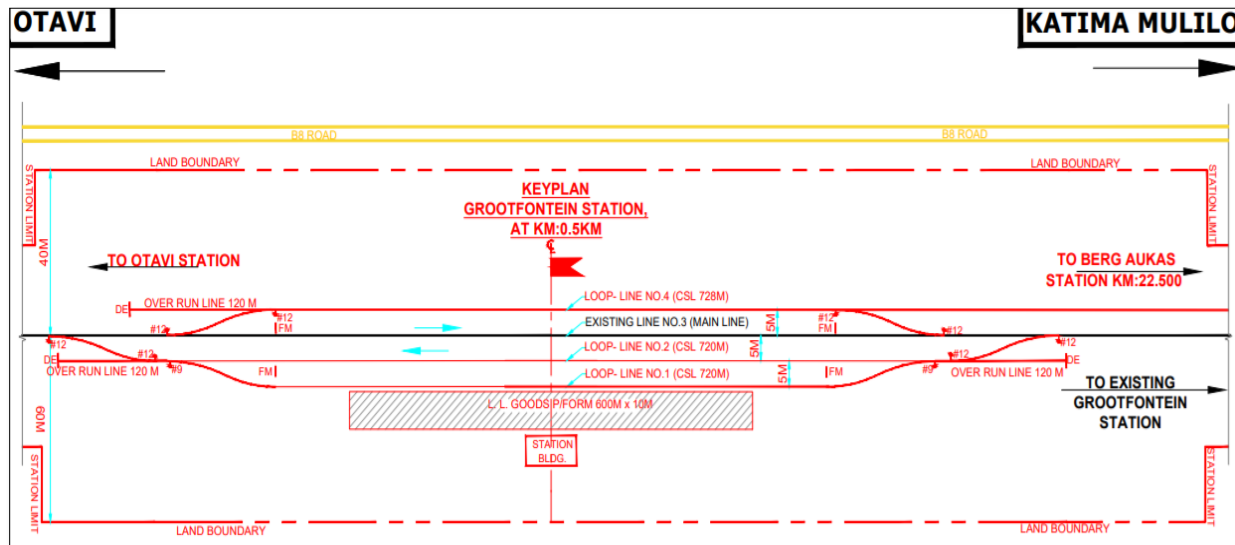 OTAVI
KATIMA MULILO
B8 ROAD
B8 ROAD
LAND BOUNDARY
LAND BOUNDARY
STATION LIMIT
STATION LIMIT
KEYPLAN
GROOTFONTEIN STATION,
AT KM:0.5KM
40M
TO OTAVI STATION
TO BERG AUKAS
STATION KM:22.500
DE
OVER RUN LINE 120 M
LOOP- LINE NO.4 (CSL 728M)
#12
#12
FM
EXISTING LINE NO.3 (MAIN LINE)
5M
#12
FM
#12
#12
#12
DE
#12
OVER RUN LINE 120 M
#9
LOOP- LINE NO.2 (CSL 720M)
5M
#12
#9
OVER RUN LINE 120 M
DE
FM
LOOP- LINE NO.1 (CSL 720M)
5M
FM
L. L. GOODS P/FORM 600M x 10M
TO EXISTING
GROOTFONTEIN
STATION
60M
STATION
BLDG.
STATION LIMIT
STATION LIMIT
LAND BOUNDARY
LAND BOUNDARY